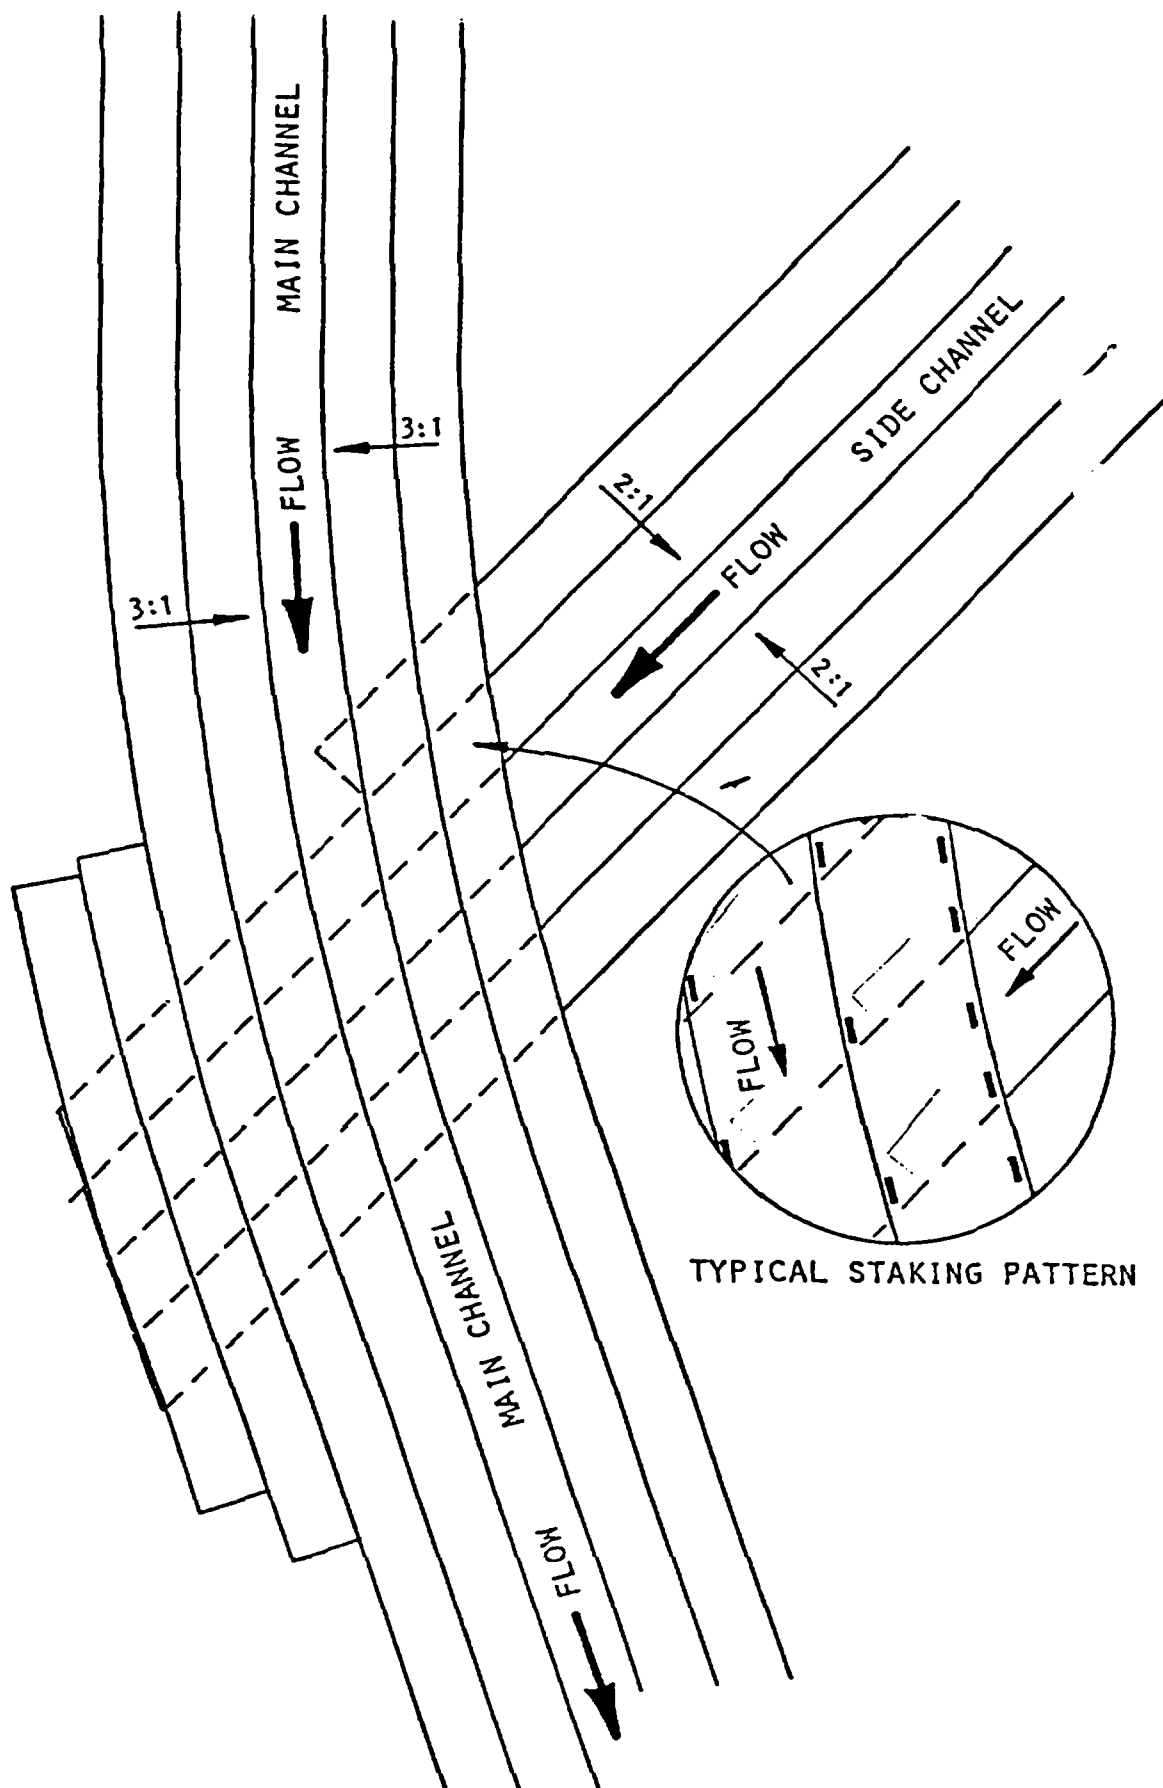 MAIN CHANNEL
FLOW
3:1
3:1
SIDE CHANNEL
2:1
FLOW
2:1
FLOW
FLOW
TYPICAL STAKING PATTERN
MAIN CHANNEL
FLOW